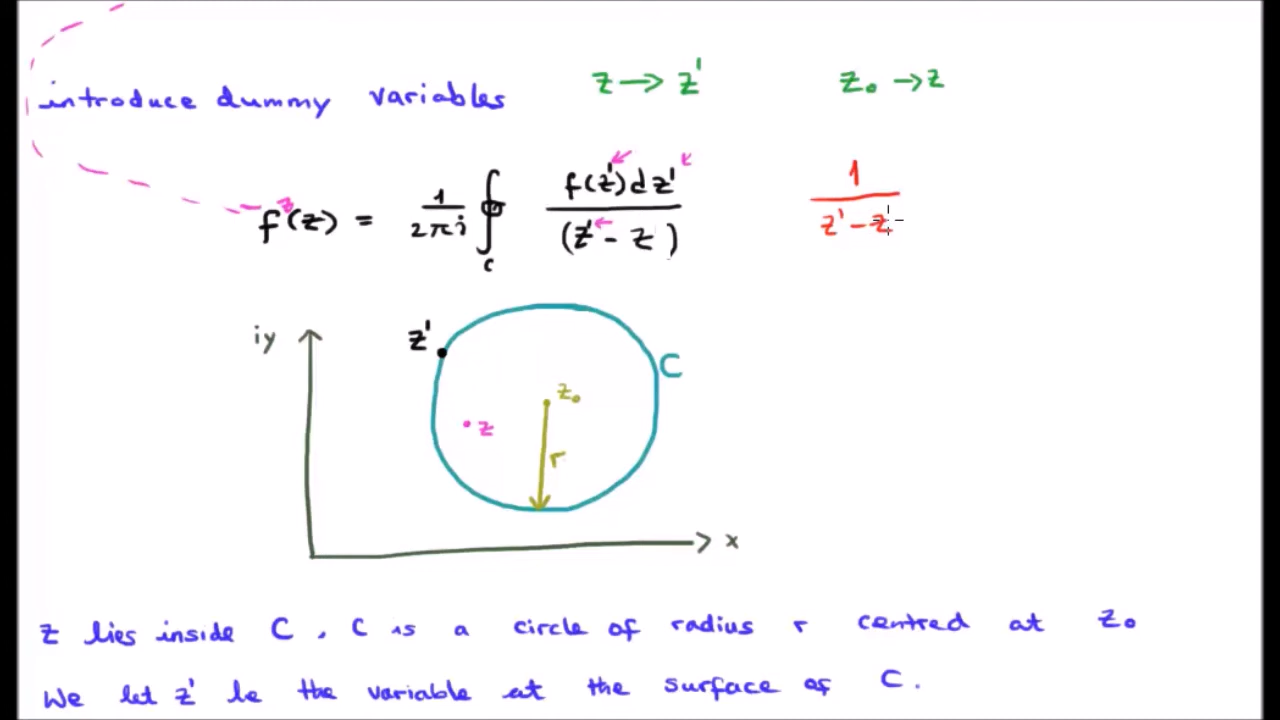 introduce dummy variables z → z' z₀ → z
f(z) = 1/2πi ∮_C f(z')dz'/(z' - z)
z
1/z' - z
iy
z'
C
z₀
z
r
x
z lies inside C, C is a circle of radius r centred at z₀
We let z' be the variable at the surface of C.